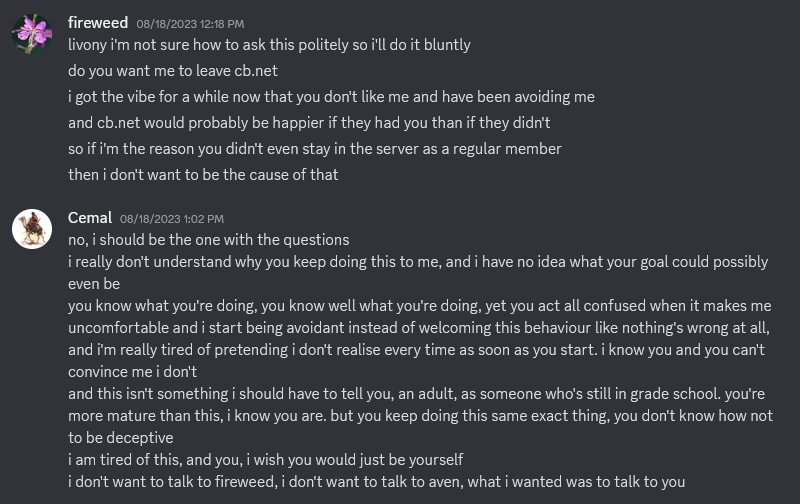 fireweed 08/18/2023 12:18 PM
livony i'm not sure how to ask this politely so i'll do it bluntly
do you want me to leave cb.net
i got the vibe for a while now that you don't like me and have been avoiding me
and cb.net would probably be happier if they had you than if they didn't
so if i'm the reason you didn't even stay in the server as a regular member
then i don't want to be the cause of that
Cemal 08/18/2023 1:02 PM
no, i should be the one with the questions
i really don't understand why you keep doing this to me, and i have no idea what your goal could possibly
even be
you know what you're doing, you know well what you're doing, yet you act all confused when it makes me
uncomfortable and i start being avoidant instead of welcoming this behaviour like nothing's wrong at all,
and i'm really tired of pretending i don't realise every time as soon as you start. i know you and you can't
convince me i don't
and this isn't something i should have to tell you, an adult, as someone who's still in grade school. you're
more mature than this, i know you are. but you keep doing this same exact thing, you don't know how not
to be deceptive
i am tired of this, and you, i wish you would just be yourself
i don't want to talk to fireweed, i don't want to talk to aven, what i wanted was to talk to you